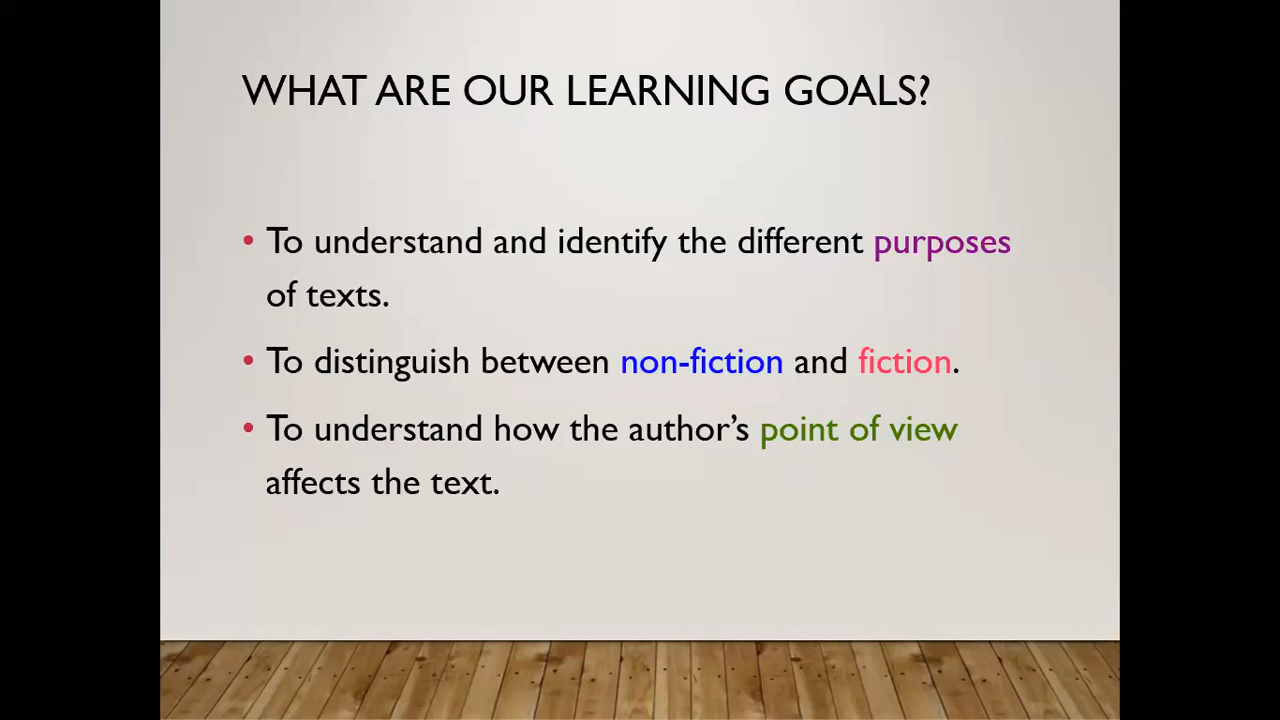 WHAT ARE OUR LEARNING GOALS?
• To understand and identify the different purposes
of texts.
• To distinguish between non-fiction and fiction.
• To understand how the author’s point of view
affects the text.